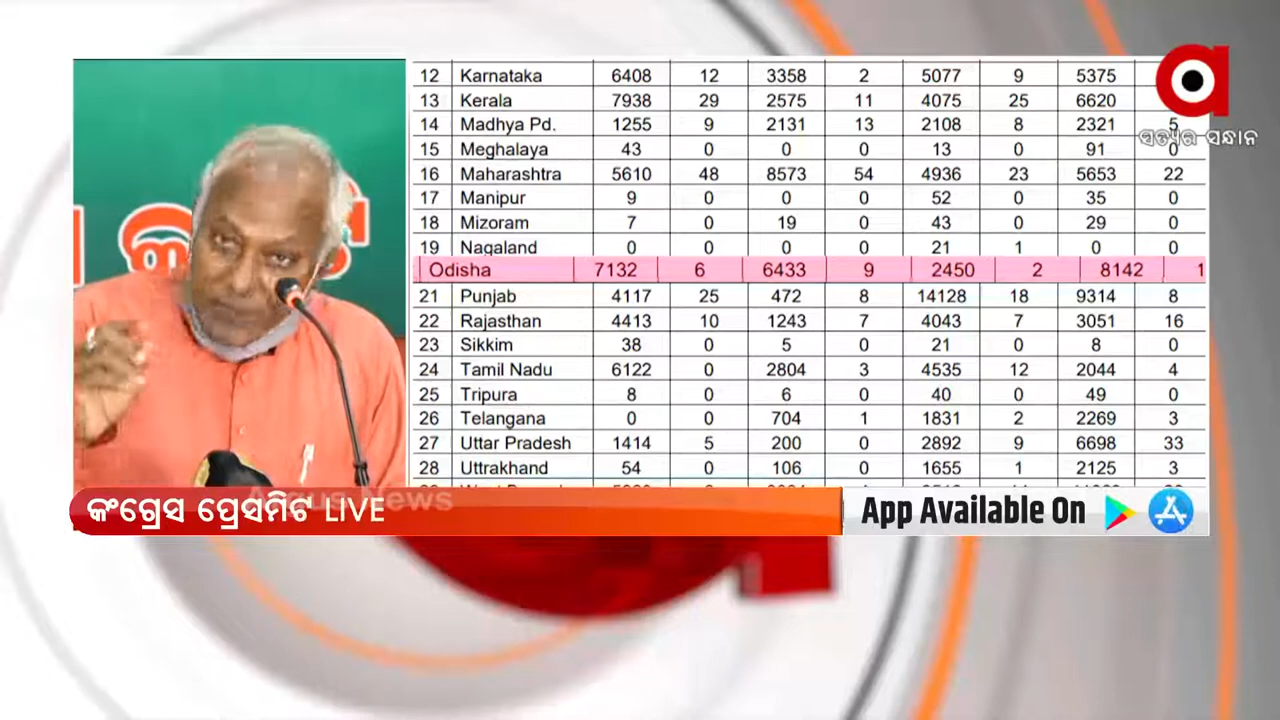 12 Karnataka 6408 12 3358 2 5077 9 5375
13 Kerala 7938 29 2575 11 4075 25 6620
14 Madhya Pd. 1255 9 2131 13 2108 8 2321 5
15 Meghalaya 43 0 0 0 13 0 91 0
16 Maharashtra 5610 48 8573 54 4936 23 5653 22
17 Manipur 9 0 0 0 52 0 35 0
18 Mizoram 7 0 19 0 43 0 29 0
19 Nagaland 0 0 0 0 21 1 0 0
Odisha 7132 6 6433 9 2450 2 8142 1
21 Punjab 4117 25 472 8 14128 18 9314 8
22 Rajasthan 4413 10 1243 7 4043 7 3051 16
23 Sikkim 38 0 5 0 21 0 8 0
24 Tamil Nadu 6122 0 2804 3 4535 12 2044 4
25 Tripura 8 0 6 0 40 0 49 0
26 Telangana 0 0 704 1 1831 2 2269 3
27 Uttar Pradesh 1414 5 200 0 2892 9 6698 33
28 Uttrakhand 54 0 106 0 1655 1 2125 3
ସତ୍ୟର ସନ୍ଧାନ
Argus News
କଂଗ୍ରେସ ପ୍ରେସମିଟ LIVE
App Available On